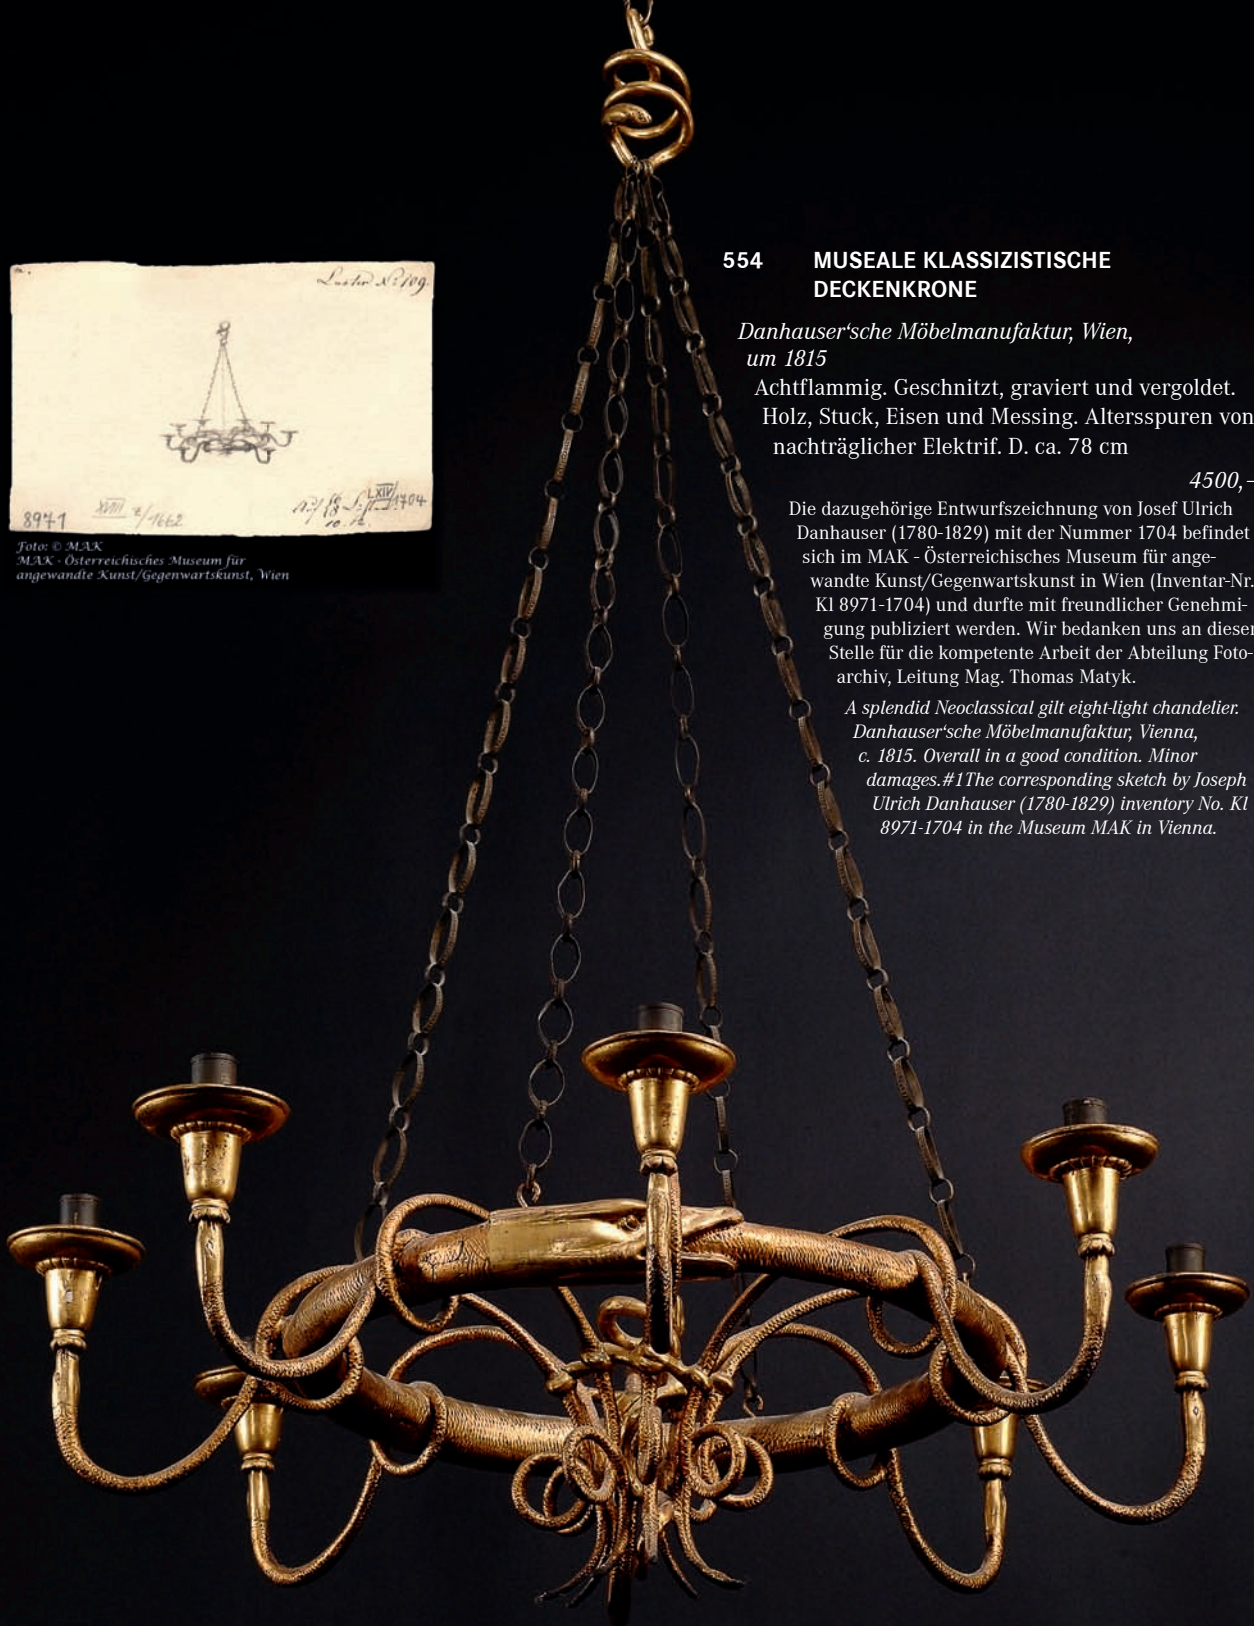 Luster No 109.
8971
XVIII Z/1662
LXIV
1704
Foto: © MAK
MAK - Österreichisches Museum für
angewandte Kunst/Gegenwartskunst, Wien
554 MUSEALE KLASSIZISTISCHE
DECKENKRONE
Danhauser‘sche Möbelmanufaktur, Wien,
um 1815
Achtflammig. Geschnitzt, graviert und vergoldet.
Holz, Stuck, Eisen und Messing. Altersspuren von
nachträglicher Elektrif. D. ca. 78 cm
4500,-
Die dazugehörige Entwurfszeichnung von Josef Ulrich
Danhauser (1780-1829) mit der Nummer 1704 befindet
sich im MAK - Österreichisches Museum für ange-
wandte Kunst/Gegenwartskunst in Wien (Inventar-Nr.
Kl 8971-1704) und durfte mit freundlicher Genehmi-
gung publiziert werden. Wir bedanken uns an dieser
Stelle für die kompetente Arbeit der Abteilung Foto-
archiv, Leitung Mag. Thomas Matyk.
A splendid Neoclassical gilt eight-light chandelier.
Danhauser‘sche Möbelmanufaktur, Vienna,
c. 1815. Overall in a good condition. Minor
damages.#1The corresponding sketch by Joseph
Ulrich Danhauser (1780-1829) inventory No. Kl
8971-1704 in the Museum MAK in Vienna.